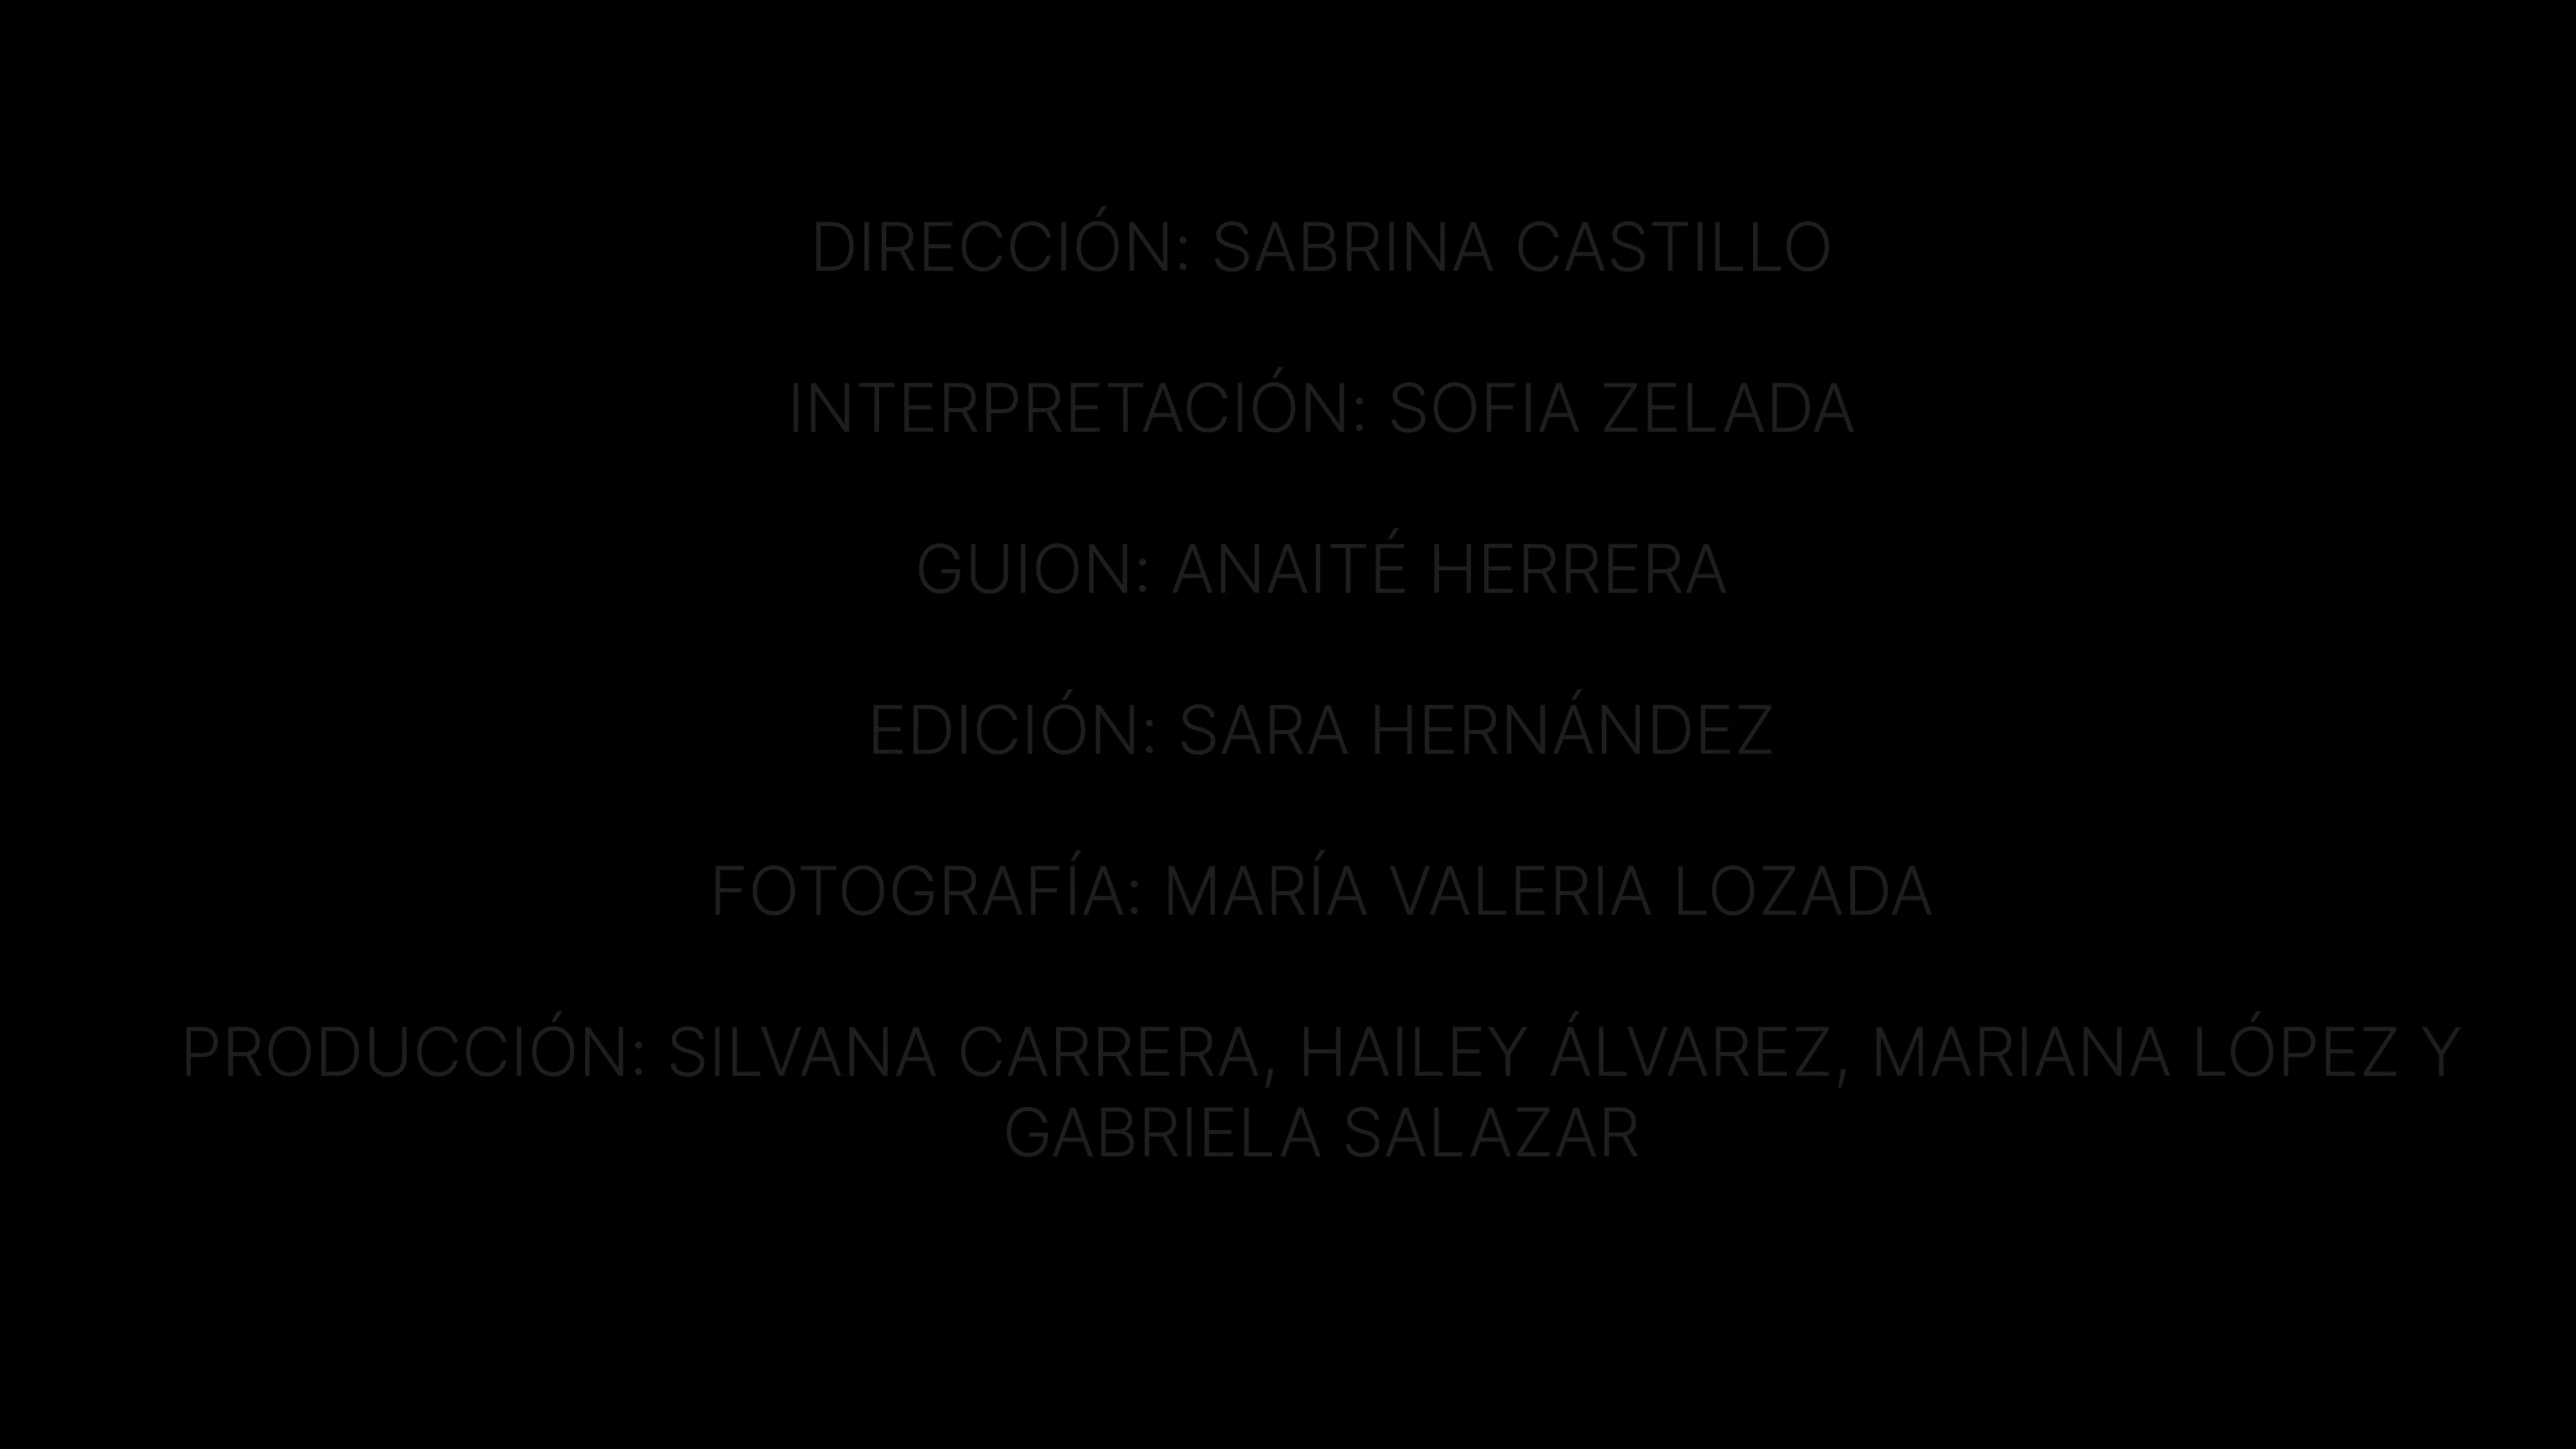 DIRECCIÓN: SABRINA CASTILLO
INTERPRETACIÓN: SOFIA ZELADA
GUION: ANAITÉ HERRERA
EDICIÓN: SARA HERNÁNDEZ
FOTOGRAFÍA: MARÍA VALERIA LOZADA
PRODUCCIÓN: SILVANA CARRERA, HAILEY ÁLVAREZ, MARIANA LÓPEZ Y
GABRIELA SALAZAR